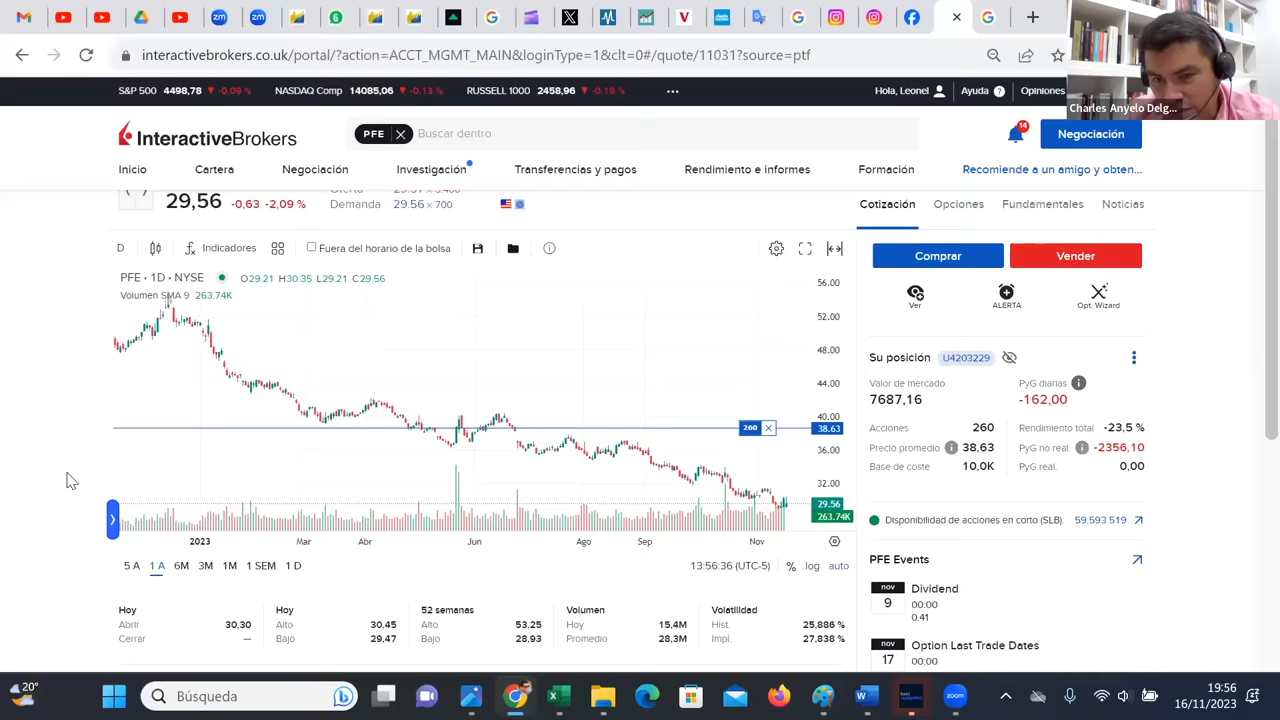 interactivebrokers.co.uk/portal/?action=ACCT_MGMT_MAIN&loginType=1&clt=0#/quote/11031?source=ptf
S&P 500 4498,78 -0,09 % NASDAQ Comp 14085,06 -0,13 % RUSSELL 1000 2468,96 -0,19 % ••• Hola, Leonel Ayuda ? Opciones
Charles Anyelo Delg...
InteractiveBrokers
PFE
Buscar dentro
14
Negociación
Inicio Cartera Negociación Investigación Transferencias y pagos Rendimiento e informes Formación Recomiende a un amigo y obten...
29,56 -0,63 -2,09 %
Demanda 29.56 × 700
Cotización Opciones Fundamentales Noticias
D Indicadores Fuera del horario de la bolsa
Comprar Vender
PFE • 1D • NYSE O29.21 H30.35 L29.21 C29.56
Volumen SMA 9 263.74K
56.00
52.00
48.00
44.00
40.00
260 38.63
36.00
32.00
29.56
263.74K
Ver ALERTA Opt. Wizard
Su posición U4203229
Valor de mercado PyG diarias
7687,16 -162,00
Acciones 260 Rendimiento total -23,5 %
Precio promedio 38,63 PyG no real. -2356,10
Base de coste 10,0K PyG real. 0,00
Disponibilidad de acciones en corto (SLB): 59.593.519
2023 Mar Abr Jun Ago Sep Nov
5 A 1 A 6M 3M 1M 1 SEM 1 D 13:56:36 (UTC-5) % log auto
PFE Events
nov
9
Dividend
00:00
0.41
nov
17
Option Last Trade Dates
00:00
Hoy Hoy 52 semanas Volumen Volatilidad
Abrir 30,30 Alto 30,45 Alto 53,25 Hoy 15,4M Hist. 25,886 %
Cerrar — Bajo 29,47 Bajo 28,93 Promedio 28,3M Impl. 27,838 %
20°
Búsqueda
19:56
16/11/2023